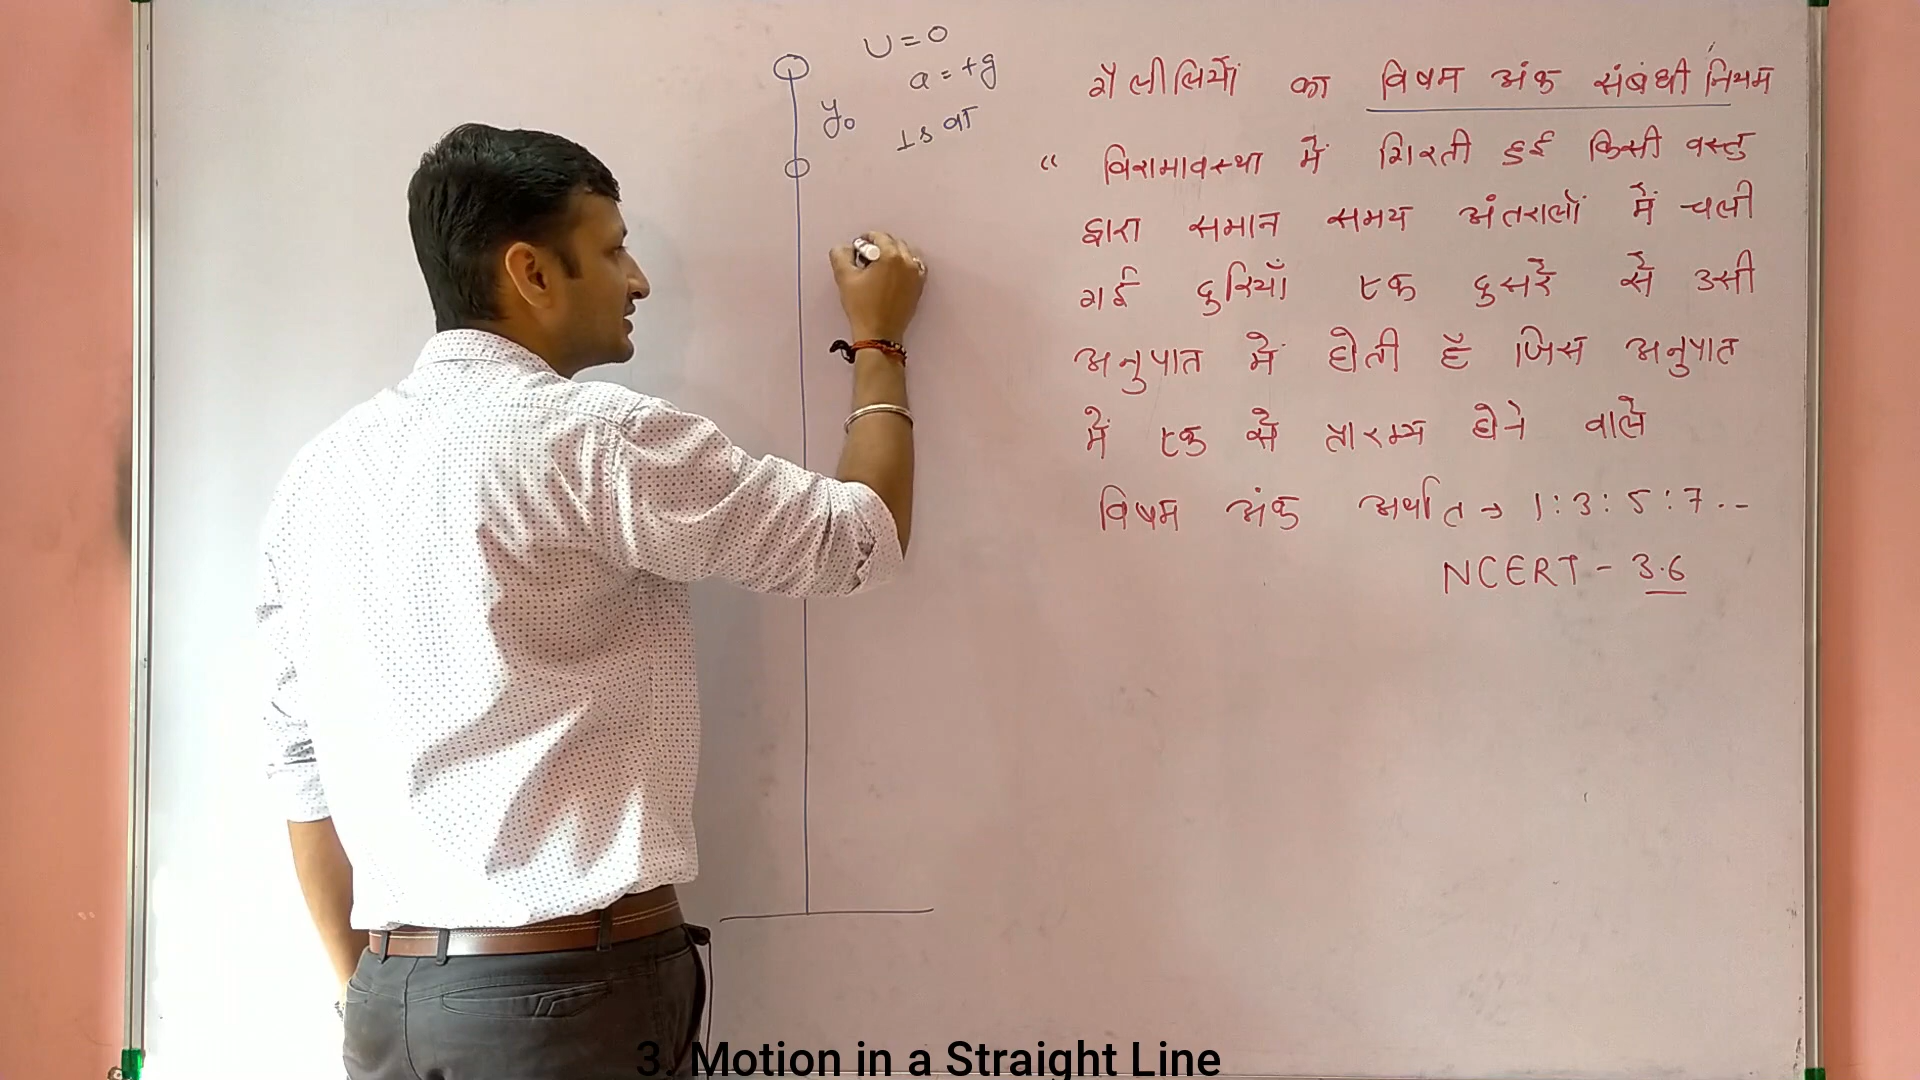 U = 0
a = +g
y₀
1s बाद
गैलीलियों का विषम अंक संबंधी नियम
“ विरामावस्था में गिरती हुई किसी वस्तु
द्वारा समान समय अंतरालों में चली
गई दुरियाँ एक दुसरे से उसी
अनुपात में होती है जिस अनुपात
में एक से प्रारम्भ होने वाले
विषम अंक अर्थात → 1 : 3 : 5 : 7 . --
NCERT - 3.6
3. Motion in a Straight Line